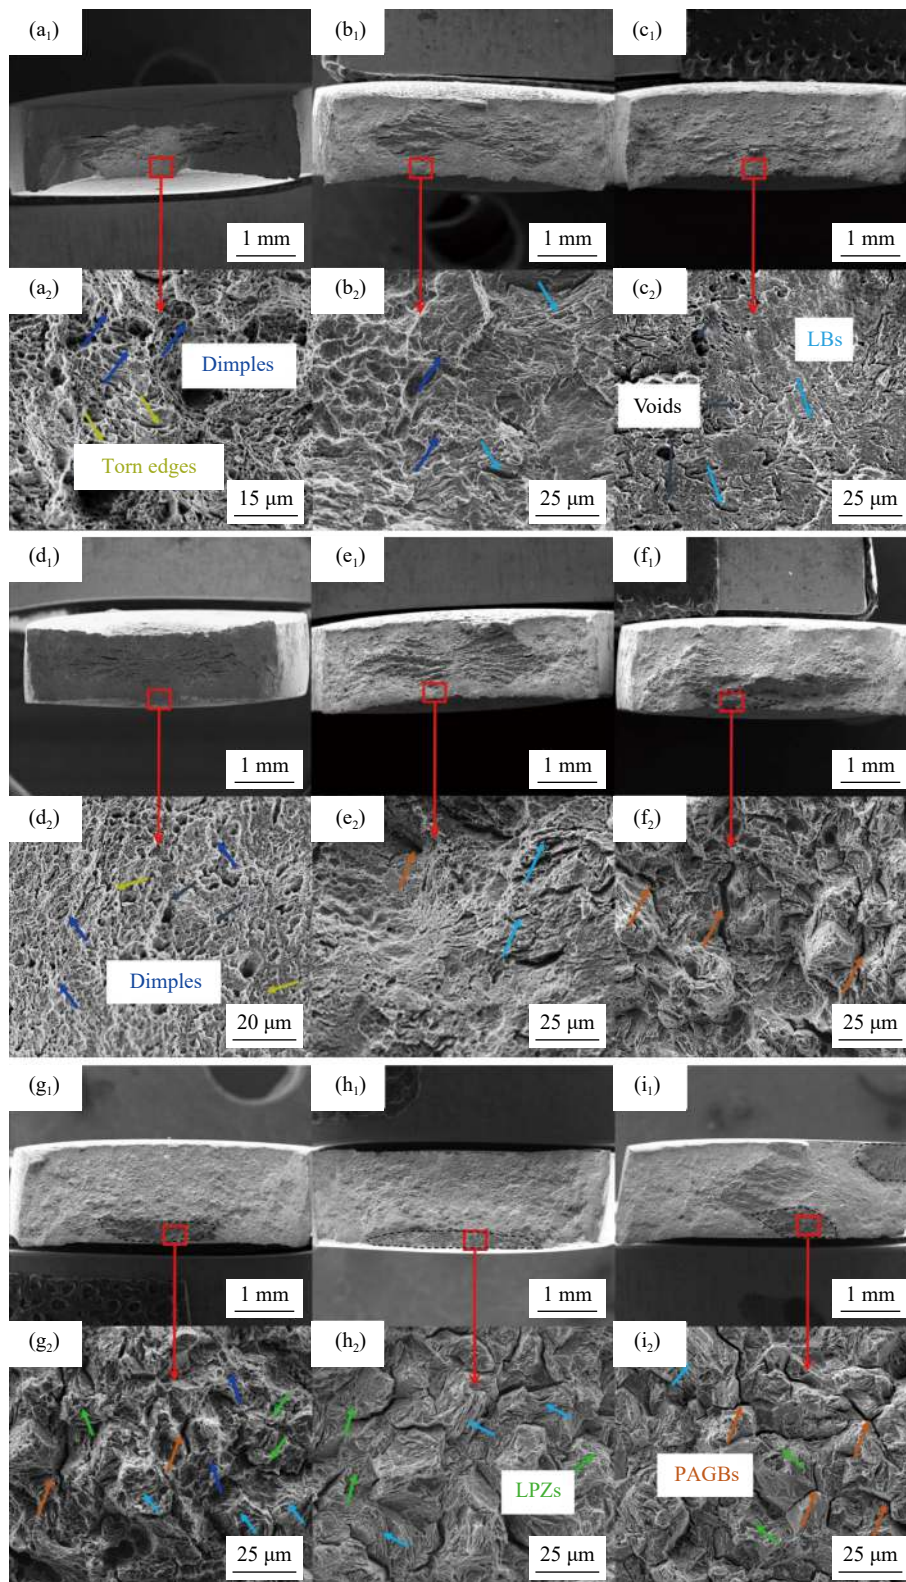 (a1) (b1) (c1)
1 mm 1 mm 1 mm
(a2) (b2) (c2)
LBs
Dimples
Voids
Torn edges
15 μm 25 μm 25 μm
(d1) (e1) (f1)
1 mm 1 mm 1 mm
(d2) (e2) (f2)
Dimples
20 μm 25 μm 25 μm
(g1) (h1) (i1)
1 mm 1 mm 1 mm
(g2) (h2) (i2)
PAGBs
LPZs
25 μm 25 μm 25 μm